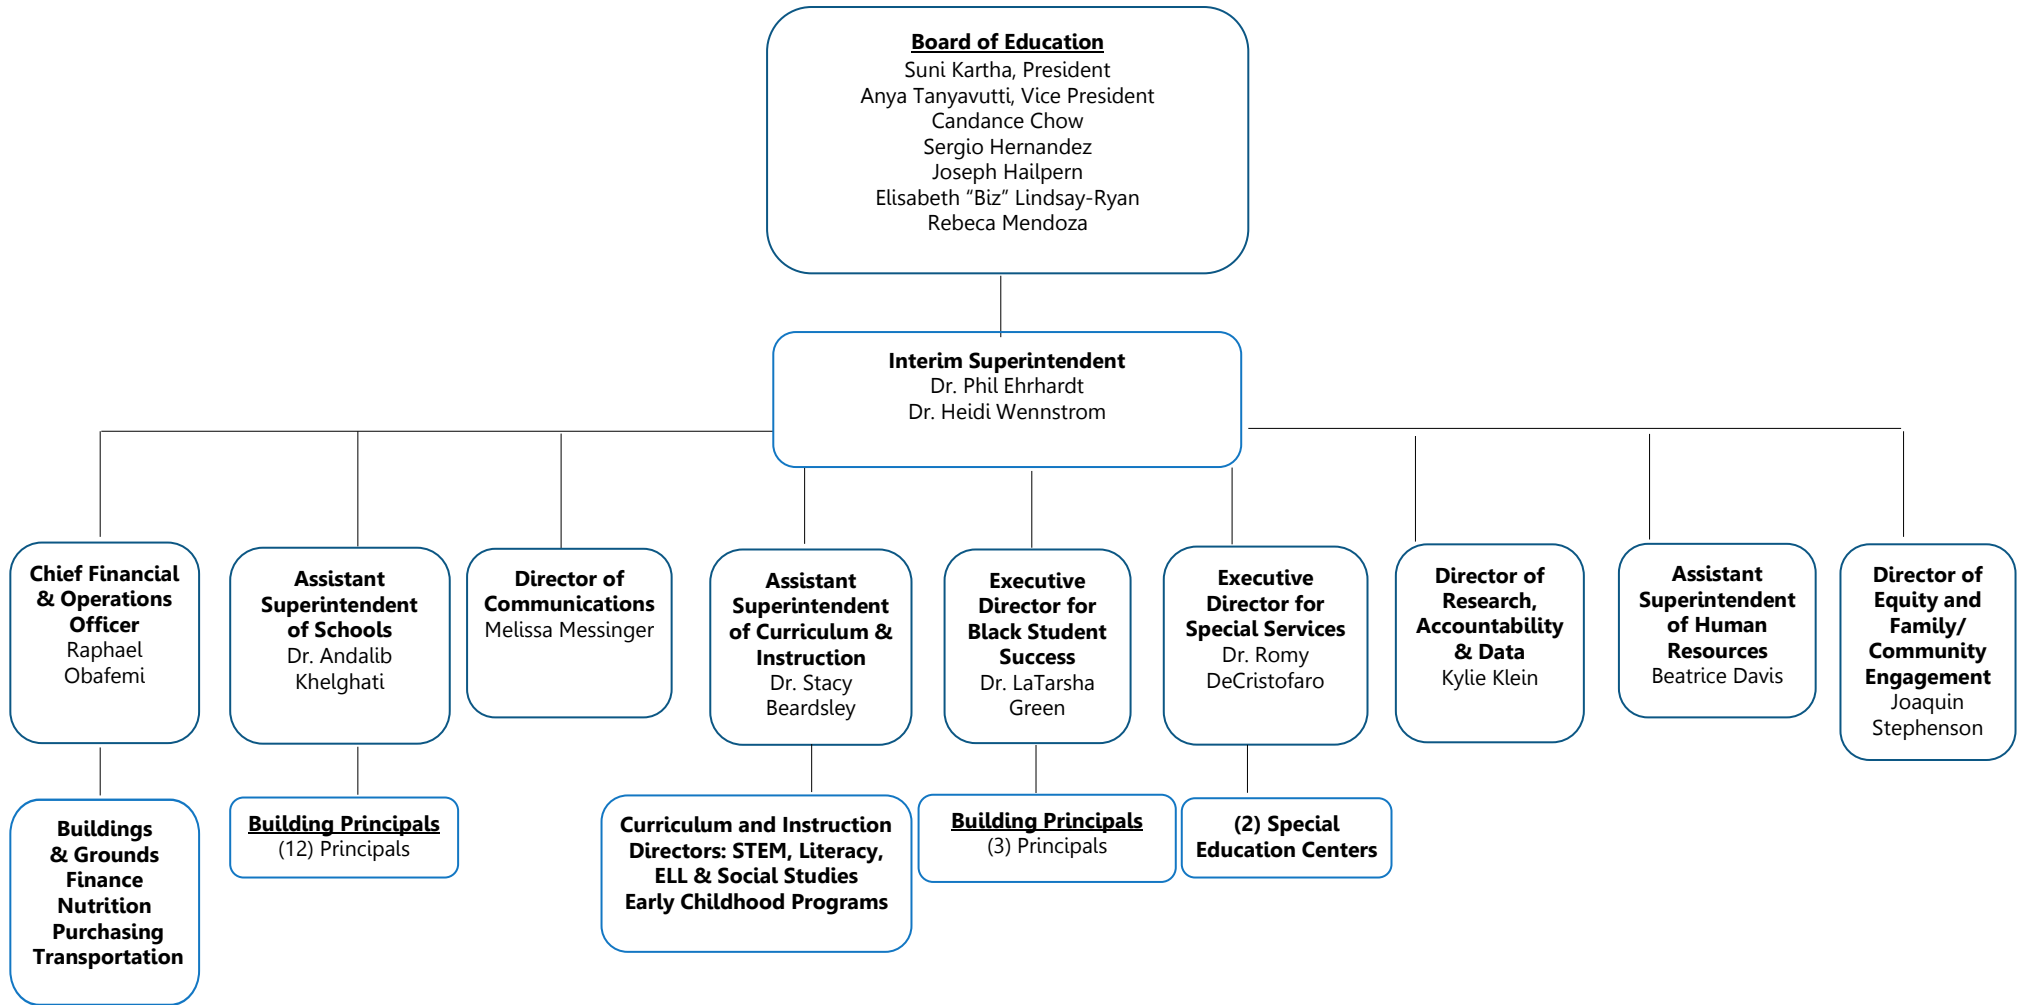 Board of Education
Suni Kartha, President
Anya Tanyavutti, Vice President
Candance Chow
Sergio Hernandez
Joseph Hailpern
Elisabeth “Biz” Lindsay-Ryan
Rebeca Mendoza
Interim Superintendent
Dr. Phil Ehrhardt
Dr. Heidi Wennstrom
Chief Financial
& Operations
Officer
Raphael
Obafemi
Assistant
Superintendent
of Schools
Dr. Andalib
Khelghati
Director of
Communications
Melissa Messinger
Assistant
Superintendent
of Curriculum &
Instruction
Dr. Stacy
Beardsley
Executive
Director for
Black Student
Success
Dr. LaTarsha
Green
Executive
Director for
Special Services
Dr. Romy
DeCristofaro
Director of
Research,
Accountability
& Data
Kylie Klein
Assistant
Superintendent
of Human
Resources
Beatrice Davis
Director of
Equity and
Family/
Community
Engagement
Joaquin
Stephenson
Buildings
& Grounds
Finance
Nutrition
Purchasing
Transportation
Building Principals
(12) Principals
Curriculum and Instruction
Directors: STEM, Literacy,
ELL & Social Studies
Early Childhood Programs
Building Principals
(3) Principals
(2) Special
Education Centers